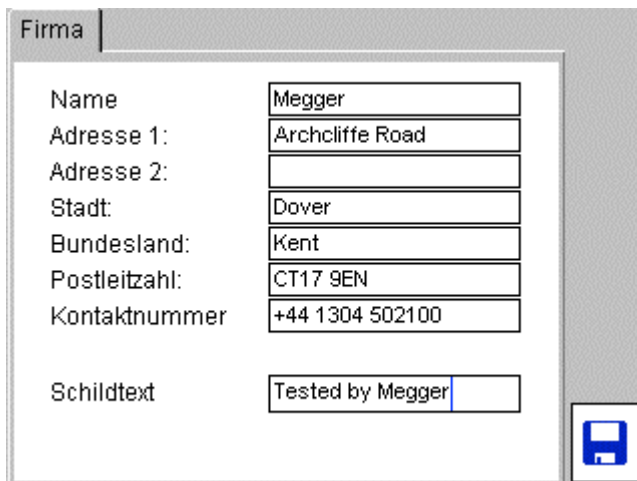 Firma
Name Megger
Adresse 1: Archcliffe Road
Adresse 2:
Stadt: Dover
Bundesland: Kent
Postleitzahl: CT17 9EN
Kontaktnummer +44 1304 502100
Schildtext Tested by Megger